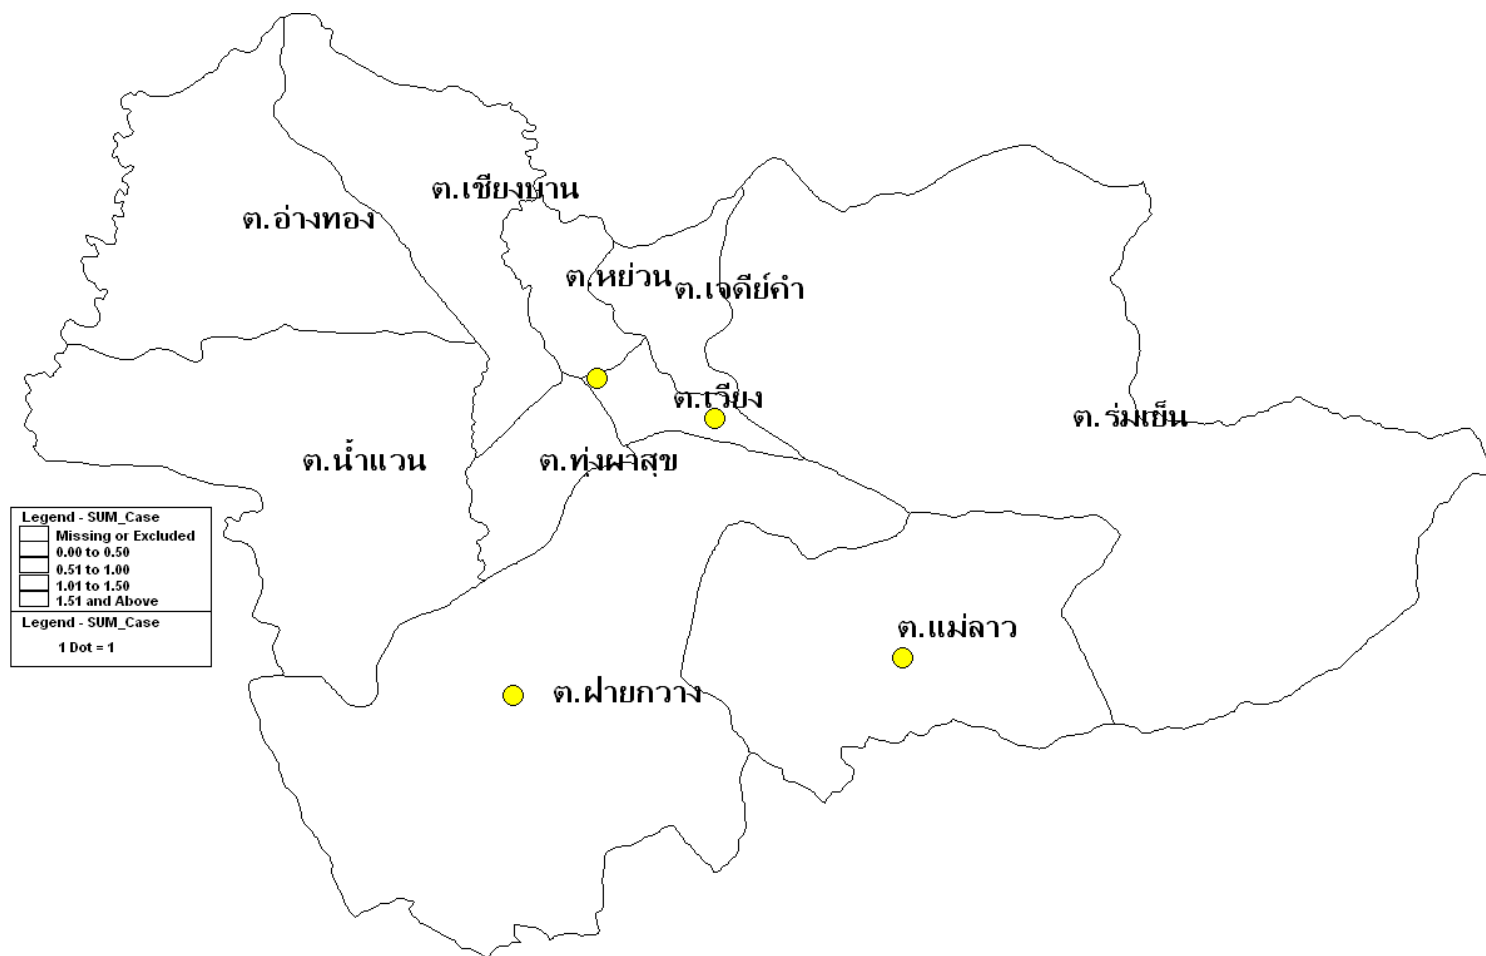 ต.เชียงบาน
ต.อ่างทอง
ต.หย่วน
ต.เจดีย์คำ
ต.เวียง
ต.ร่มเย็น
ต.น้ำแวน
ต.ทุ่งผาสุข
Legend - SUM_Case
Missing or Excluded
0.00 to 0.50
0.51 to 1.00
1.01 to 1.50
1.51 and Above
Legend - SUM_Case
1 Dot = 1
ต.แม่ลาว
ต.ฝายกวาง